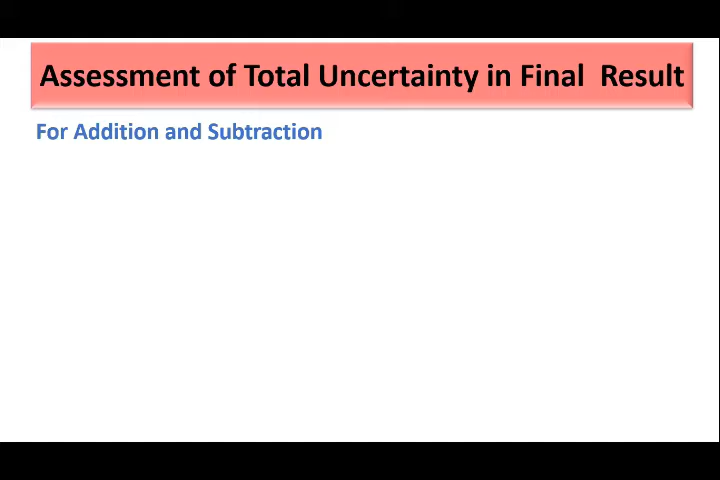 Assessment of Total Uncertainty in Final  Result
For Addition and Subtraction